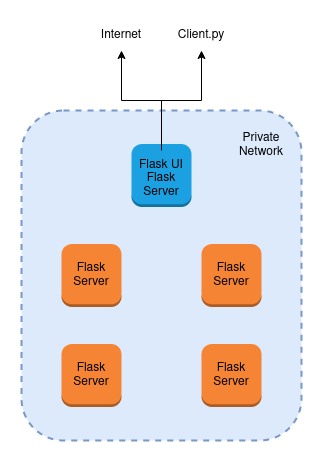 Internet
Client.py
Private
Network
Flask UI
Flask
Server
Flask
Server
Flask
Server
Flask
Server
Flask
Server